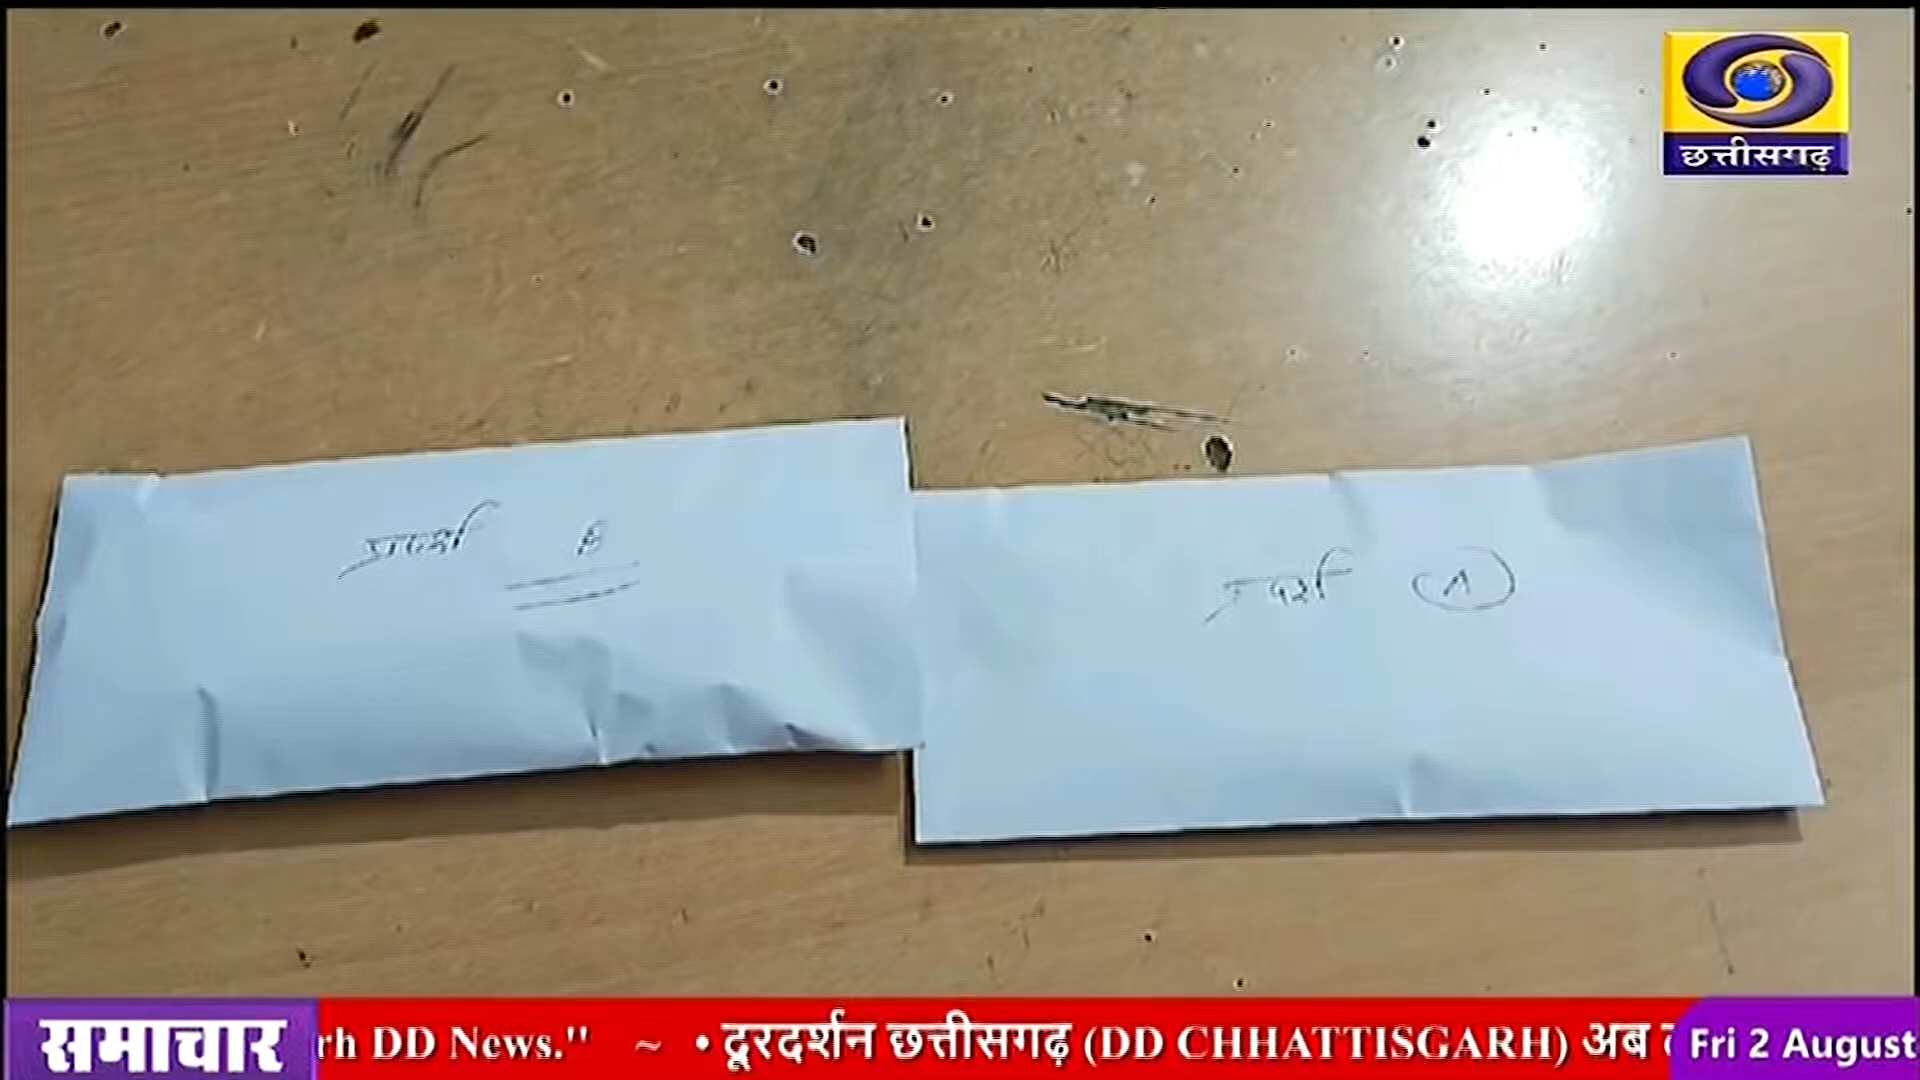 छत्तीसगढ़
प्रदर्श B
प्रदर्श A
समाचार
rh DD News." ~ • दूरदर्शन छत्तीसगढ़ (DD CHHATTISGARH) अब
Fri 2 August